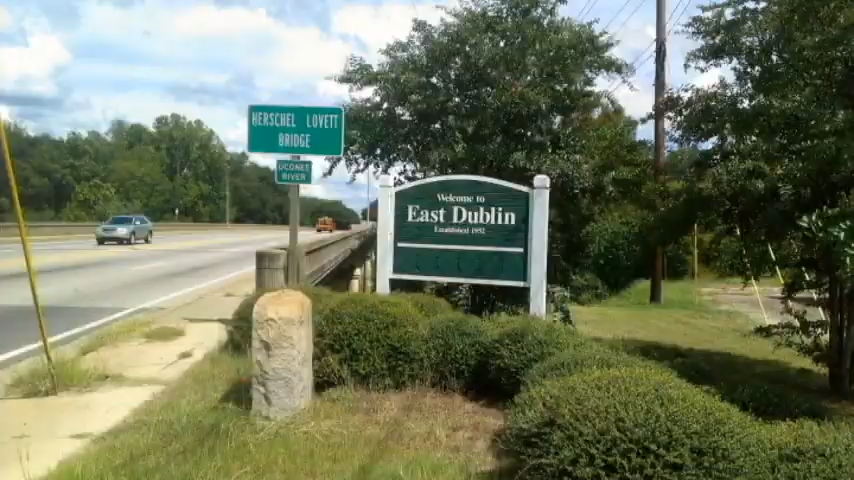 HERSCHEL LOVETT
BRIDGE
OCONEE
RIVER
Welcome to
East Dublin
Established 1952